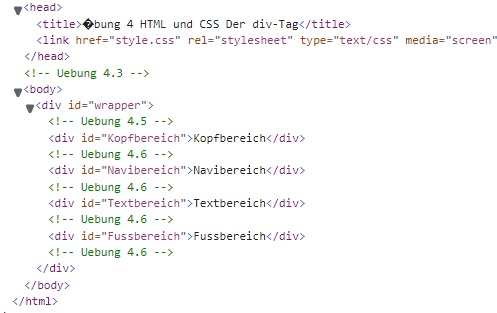 <head>
<title>�bung 4 HTML und CSS Der div-Tag</title>
<link href="style.css" rel="stylesheet" type="text/css" media="screen"
</head>
<!-- Uebung 4.3 -->
<body>
<div id="wrapper">
<!-- Uebung 4.5 -->
<div id="Kopfbereich">Kopfbereich</div>
<!-- Uebung 4.6 -->
<div id="Navibereich">Navibereich</div>
<!-- Uebung 4.6 -->
<div id="Textbereich">Textbereich</div>
<!-- Uebung 4.6 -->
<div id="Fussbereich">Fussbereich</div>
<!-- Uebung 4.6 -->
</div>
</body>
</html>